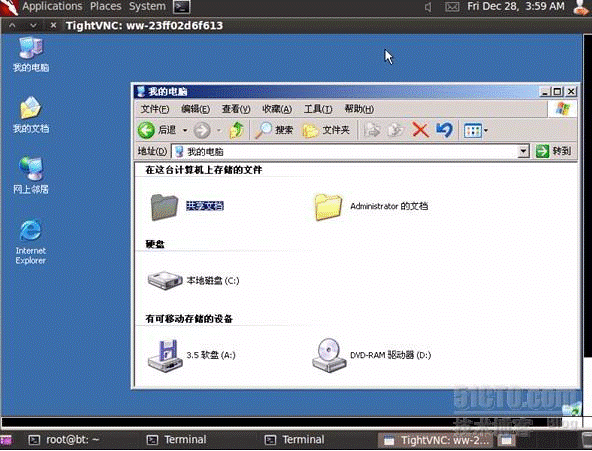 Applications Places System Fri Dec 28, 3:59 AM
TightVNC: ww-23ff02d6f613
我的电脑
我的文档
网上邻居
Internet
Explorer
我的电脑
文件(F) 编辑(E) 查看(V) 收藏(A) 工具(T) 帮助(H)
后退 搜索 文件夹
地址(D) 我的电脑 转到
在这台计算机上存储的文件
共享文档 Administrator 的文档
硬盘
本地磁盘 (C:)
有可移动存储的设备
3.5 软盘 (A:) DVD-RAM 驱动器 (D:)
51CTO.com
技术博客 Blog
root@bt: ~ Terminal Terminal TightVNC: ww-2...